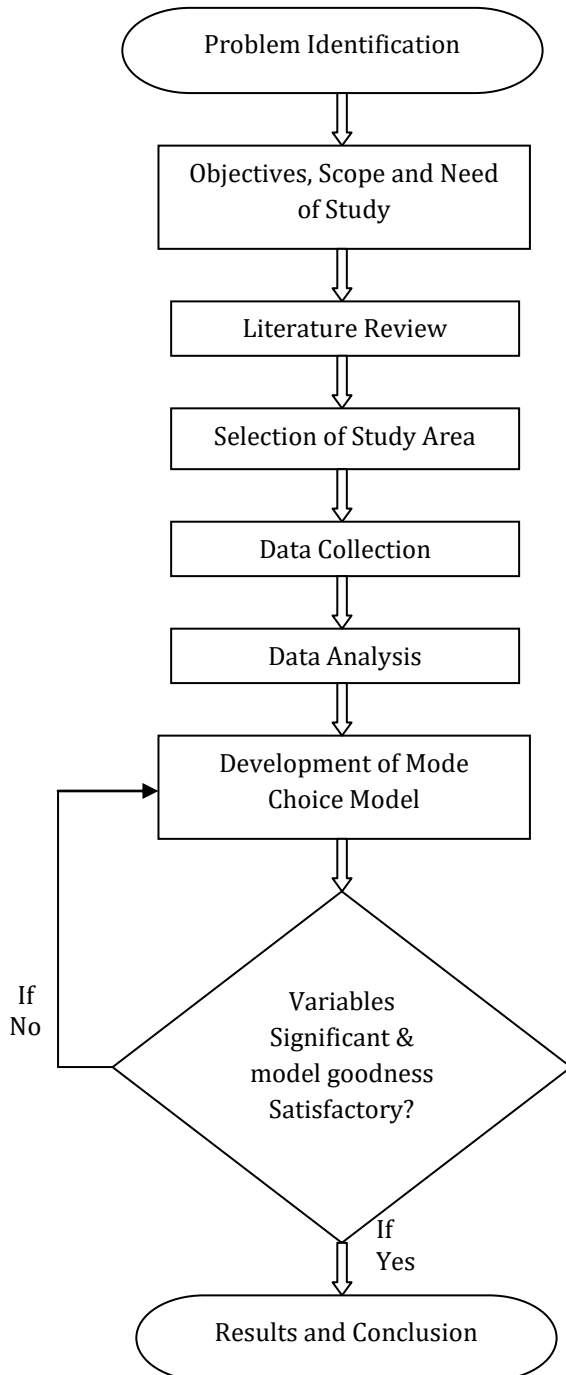 Problem Identification
Objectives, Scope and Need
of Study
Literature Review
Selection of Study Area
Data Collection
Data Analysis
Development of Mode
Choice Model
If
No
Variables
Significant &
model goodness
Satisfactory?
If
Yes
Results and Conclusion